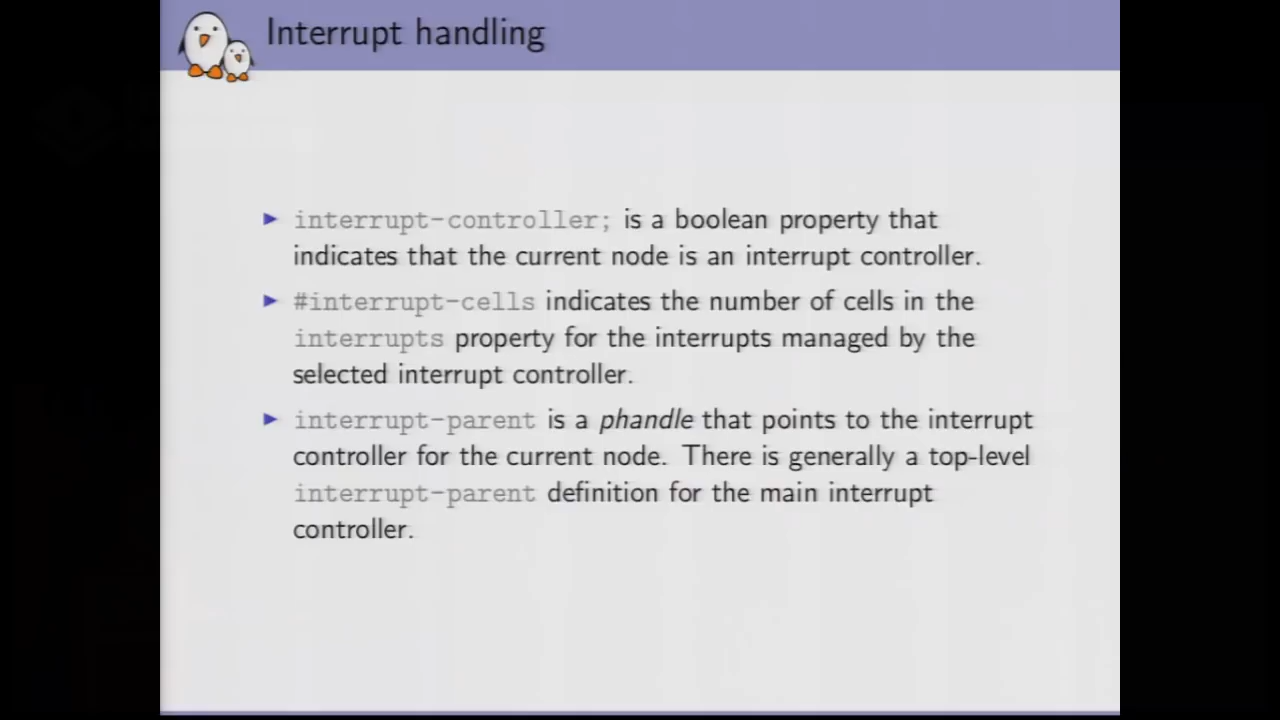 Interrupt handling
interrupt-controller; is a boolean property that
indicates that the current node is an interrupt controller.
#interrupt-cells indicates the number of cells in the
interrupts property for the interrupts managed by the
selected interrupt controller.
interrupt-parent is a phandle that points to the interrupt
controller for the current node. There is generally a top-level
interrupt-parent definition for the main interrupt
controller.